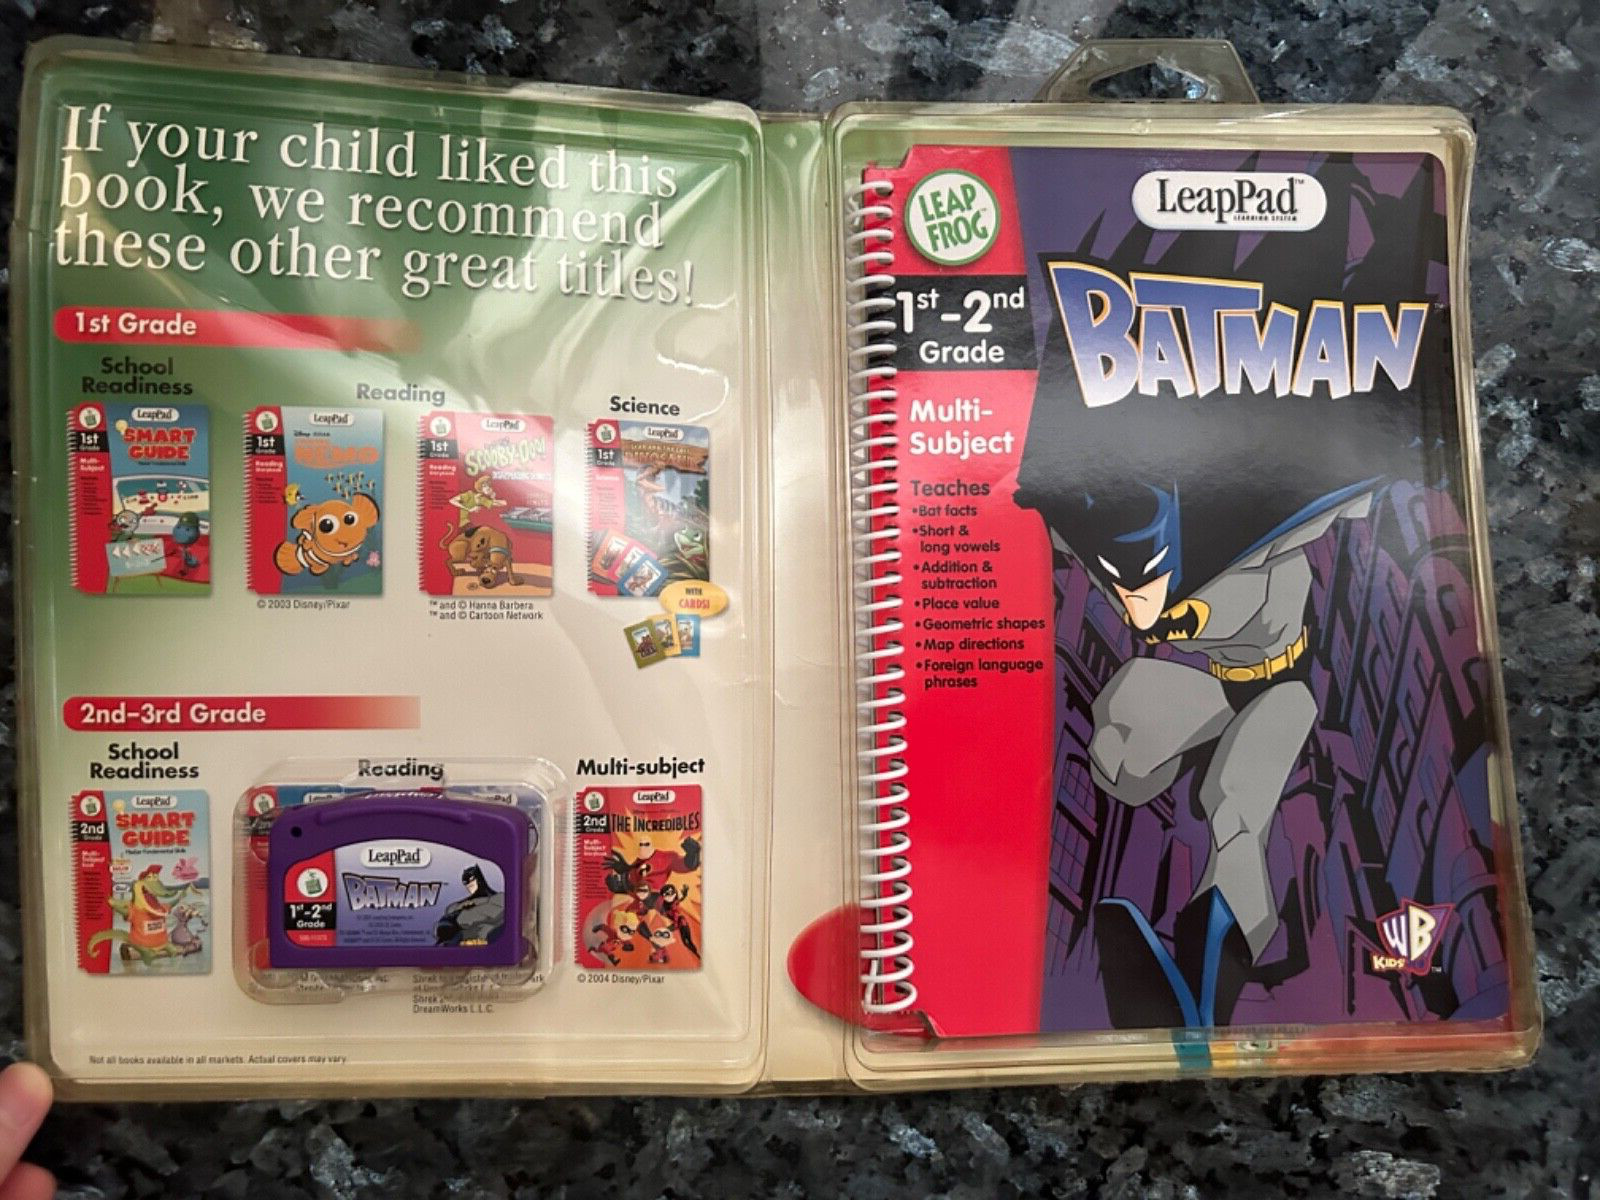 If your child liked this
book, we recommend
these other great titles!
1st Grade
School
Readiness
Reading
Science
LeapPad
1st
Grade
Multi-
Subject
SMART
GUIDE
LeapPad
1st
Grade
Reading
NEMO
LeapPad
1st
Grade
Reading
SCOOBY-DOO!
LeapPad
1st
Grade
Science
WITH
CARDS!
© 2003 Disney/Pixar
™ and © Hanna Barbera
™ and © Cartoon Network
2nd-3rd Grade
School
Readiness
Reading
Multi-subject
LeapPad
2nd
Grade
SMART
GUIDE
LeapPad
BATMAN
1st-2nd
Grade
LeapPad
2nd
Grade
THE INCREDIBLES
Multi-
Subject
© 2004 Disney/Pixar
DreamWorks L.L.C.
Not all books available in all markets. Actual covers may vary.
LEAP
FROG
LeapPad™
LEARNING SYSTEM
BATMAN™
1st-2nd
Grade
Multi-
Subject
Teaches
•Bat facts
•Short &
long vowels
•Addition &
subtraction
•Place value
•Geometric shapes
•Map directions
•Foreign language
phrases
WB
KIDS™